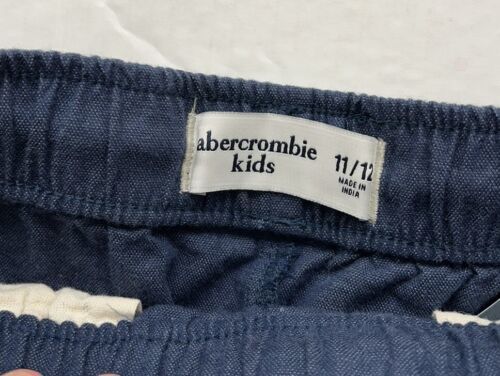 abercrombie
kids
11/12
MADE IN
INDIA